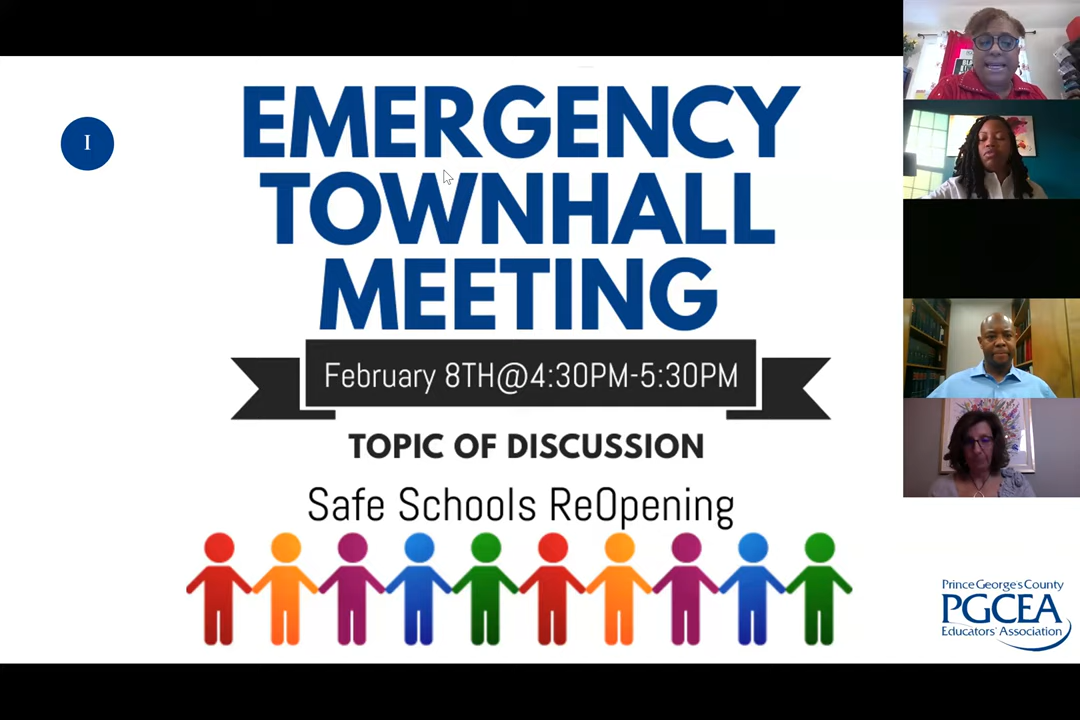 I
EMERGENCY
TOWNHALL
MEETING
February 8TH@4:30PM-5:30PM
TOPIC OF DISCUSSION
Safe Schools ReOpening
Prince George's County
PGCEA
Educators' Association